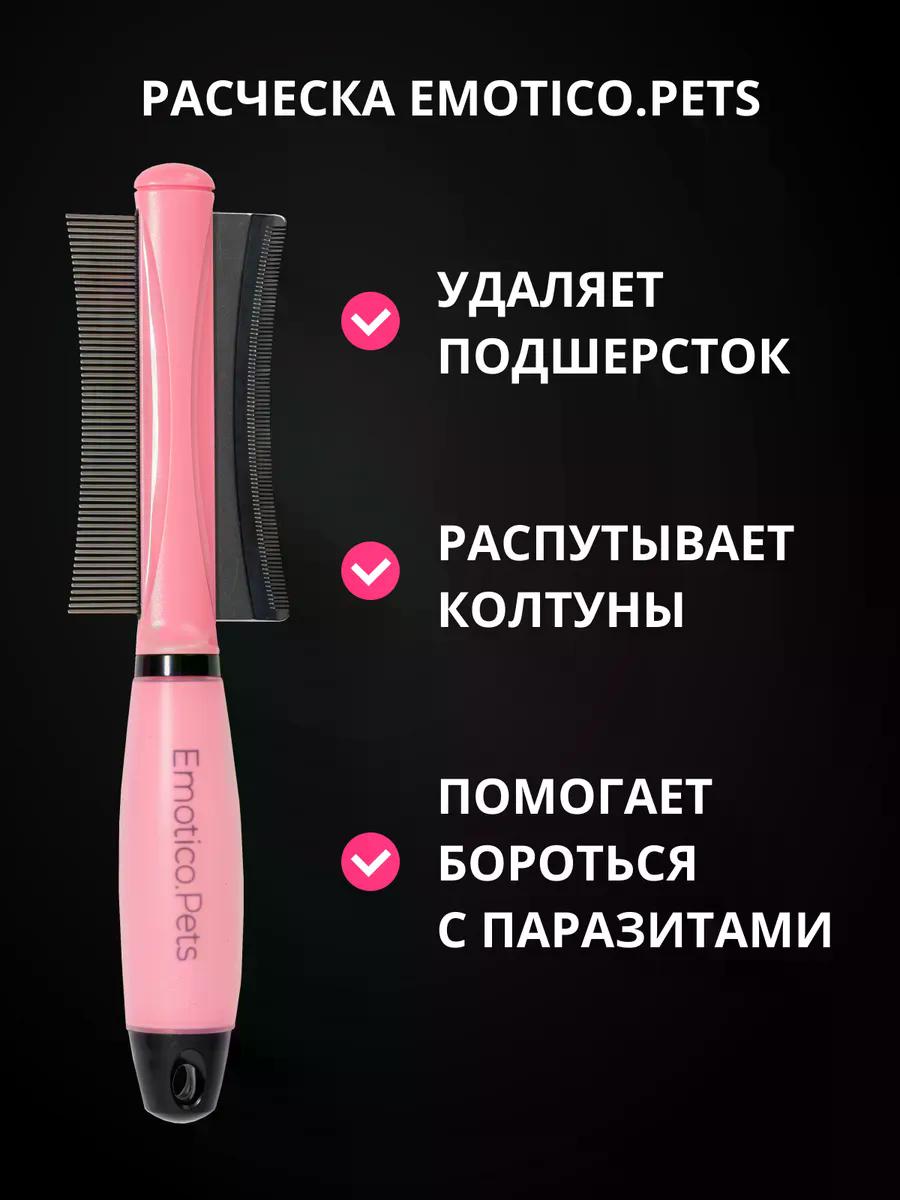 РАСЧЕСКА EMOTICO.PETS
УДАЛЯЕТ
ПОДШЕРСТОК
РАСПУТЫВАЕТ
КОЛТУНЫ
ПОМОГАЕТ
БОРОТЬСЯ
С ПАРАЗИТАМИ
Emotico.Pets